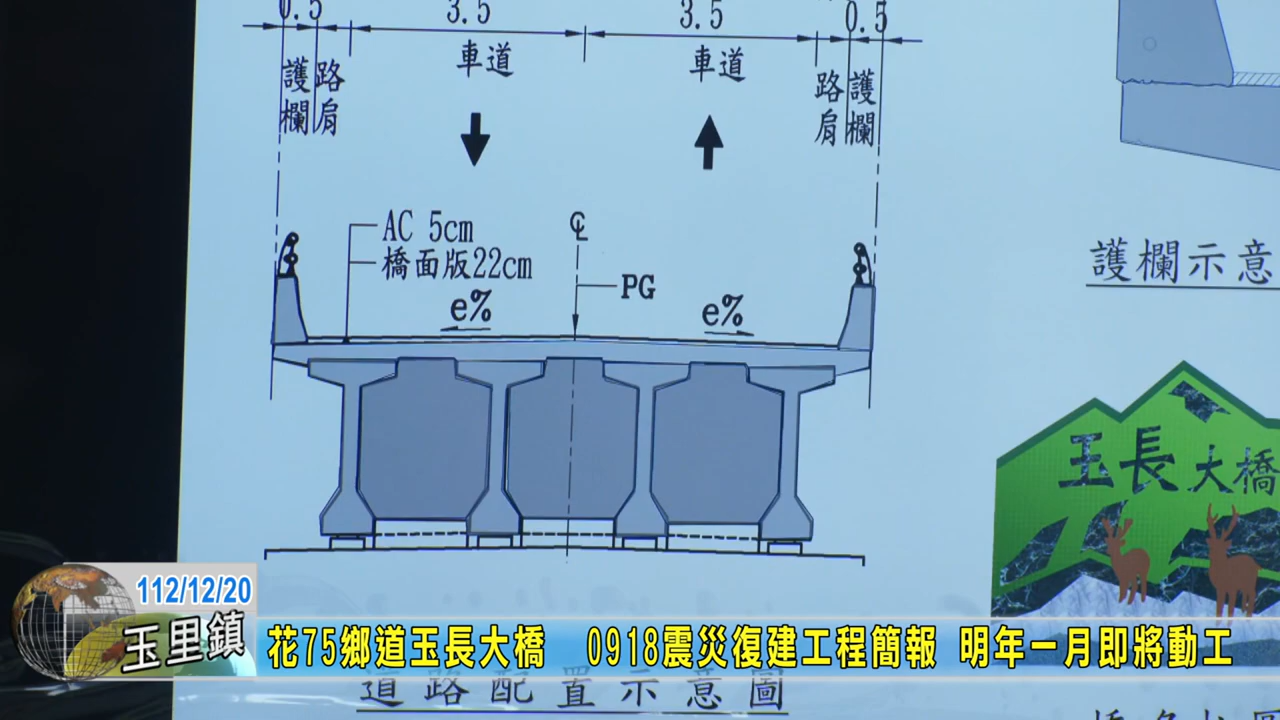 0.5 3.5 3.5 0.5
車道 車道
護欄 路肩 路肩 護欄
AC 5cm
橋面版22cm
PG
e% e%
護欄示意
玉長大橋
112/12/20
玉里鎮
花75鄉道玉長大橋 0918震災復建工程簡報 明年一月即將動工
道路配置示意圖